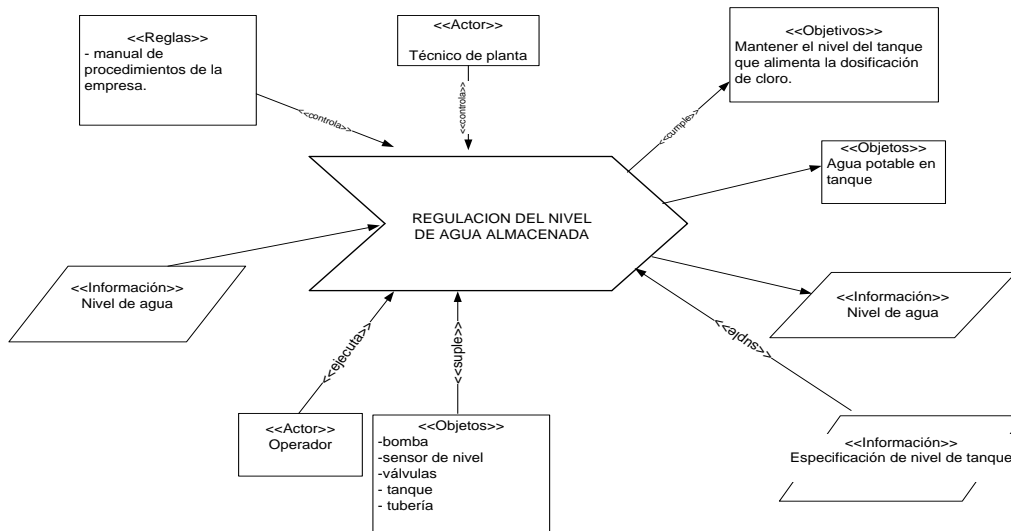 <<Reglas>>
- manual de
procedimientos de la
empresa.
<<Actor>>
Técnico de planta
<<Objetivos>>
Mantener el nivel del tanque
que alimenta la dosificación
de cloro.
<<controla>>
<<controla>>
<<cumple>>
<<Objetos>>
Agua potable en
tanque
REGULACION DEL NIVEL
DE AGUA ALMACENADA
<<Información>>
Nivel de agua
<<Información>>
Nivel de agua
<<ejecuta>>
<<suple>>
<<suple>>
<<Actor>>
Operador
<<Objetos>>
-bomba
-sensor de nivel
-válvulas
- tanque
- tubería
<<Información>>
Especificación de nivel de tanque